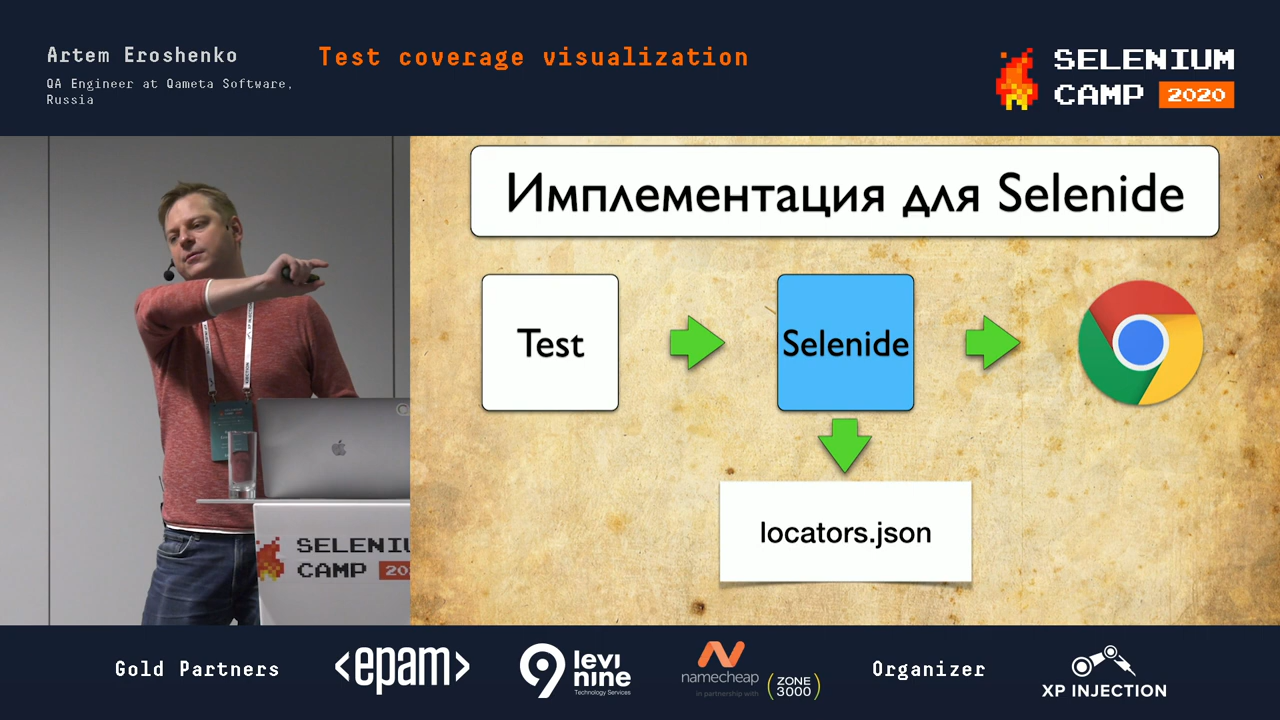 Artem Eroshenko
QA Engineer at Qameta Software,
Russia
Test coverage visualization
SELENIUM
CAMP 2020
Имплементация для Selenide
Test
Selenide
locators.json
SELENIU
CAMP 20
Gold Partners
<epam>
9 levi
nine
Technology Services
namecheap
in partnership with
ZONE
3000
Organizer
XP INJECTION